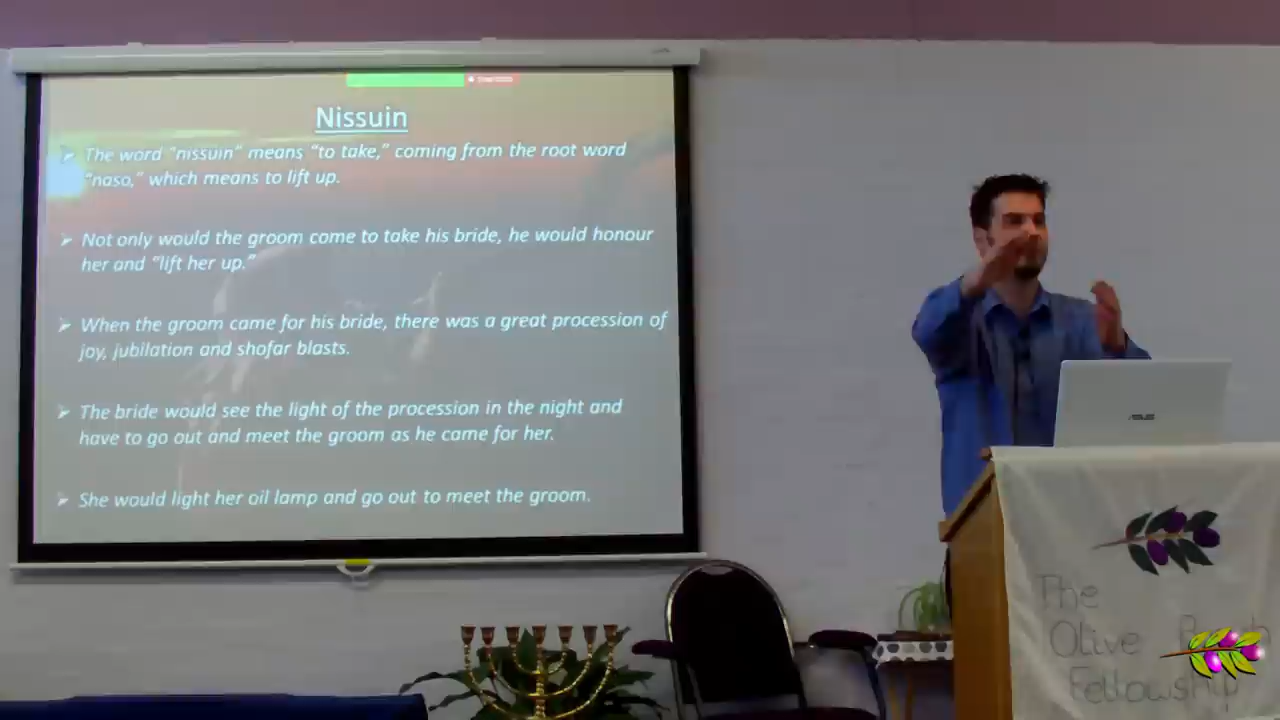 Nissuin
The word "nissuin" means "to take," coming from the root word
"naso," which means to lift up.
Not only would the groom come to take his bride, he would honour
her and "lift her up."
When the groom came for his bride, there was a great procession of
joy, jubilation and shofar blasts.
The bride would see the light of the procession in the night and
have to go out and meet the groom as he came for her.
She would light her oil lamp and go out to meet the groom.
ASUS
The
Olive
Fellowship